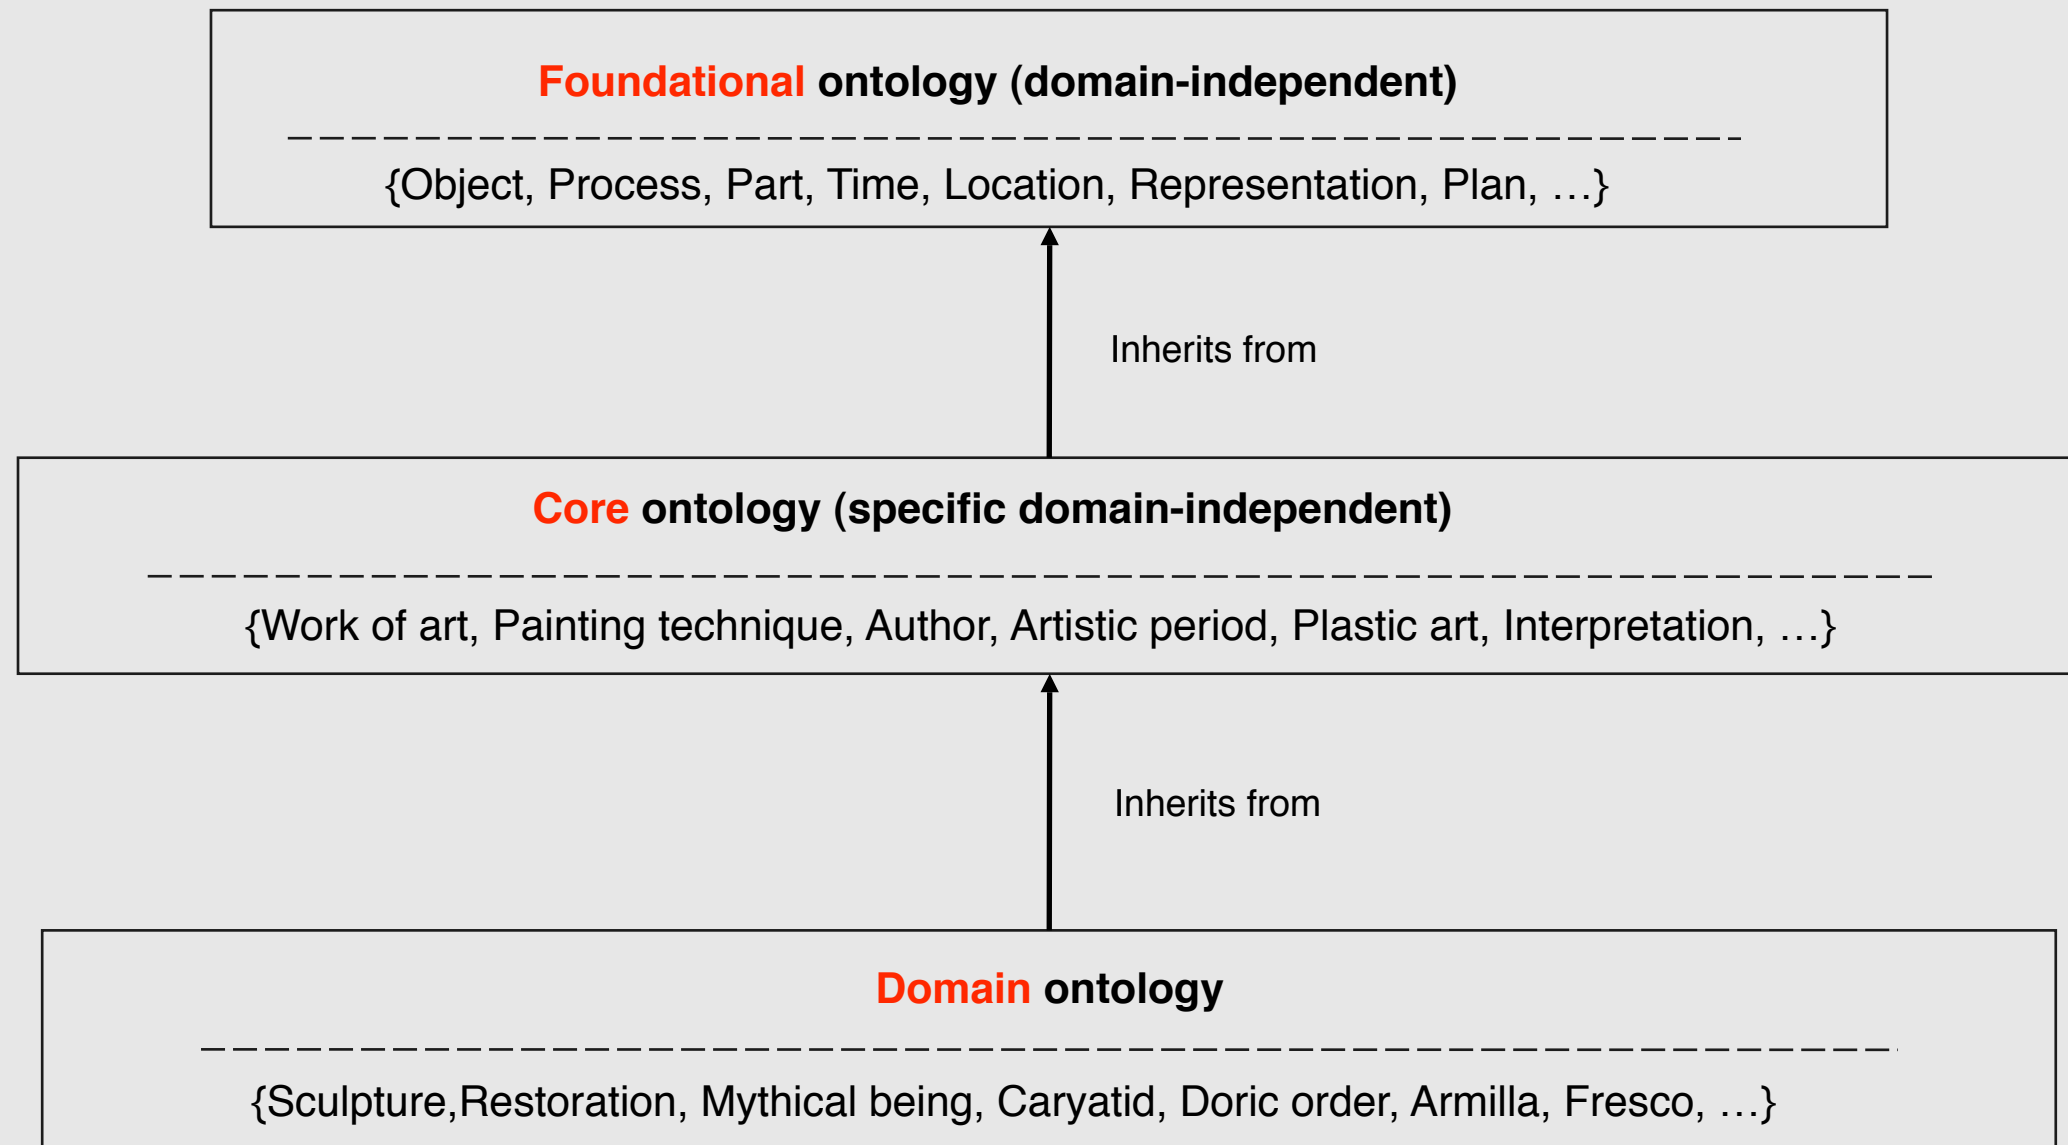 Foundational ontology (domain-independent)
{Object, Process, Part, Time, Location, Representation, Plan, …}
Inherits from
Core ontology (specific domain-independent)
{Work of art, Painting technique, Author, Artistic period, Plastic art, Interpretation, …}
Inherits from
Domain ontology
{Sculpture,Restoration, Mythical being, Caryatid, Doric order, Armilla, Fresco, …}